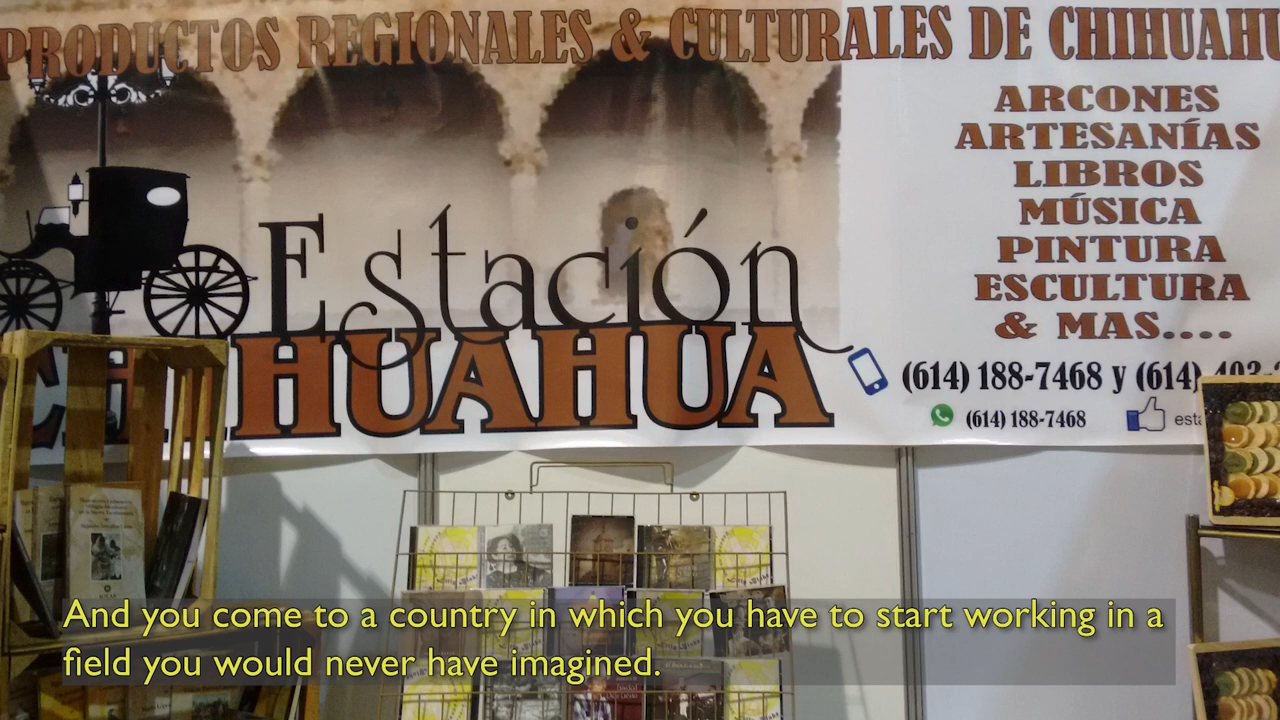 PRODUCTOS REGIONALES & CULTURALES DE CHIHUAHU
ARCONES
ARTESANÍAS
LIBROS
MÚSICA
PINTURA
ESCULTURA
& MAS....
Estación
CHIHUAHUA
(614) 188-7468 y (614)
(614) 188-7468
esta
And you come to a country in which you have to start working in a
field you would never have imagined.